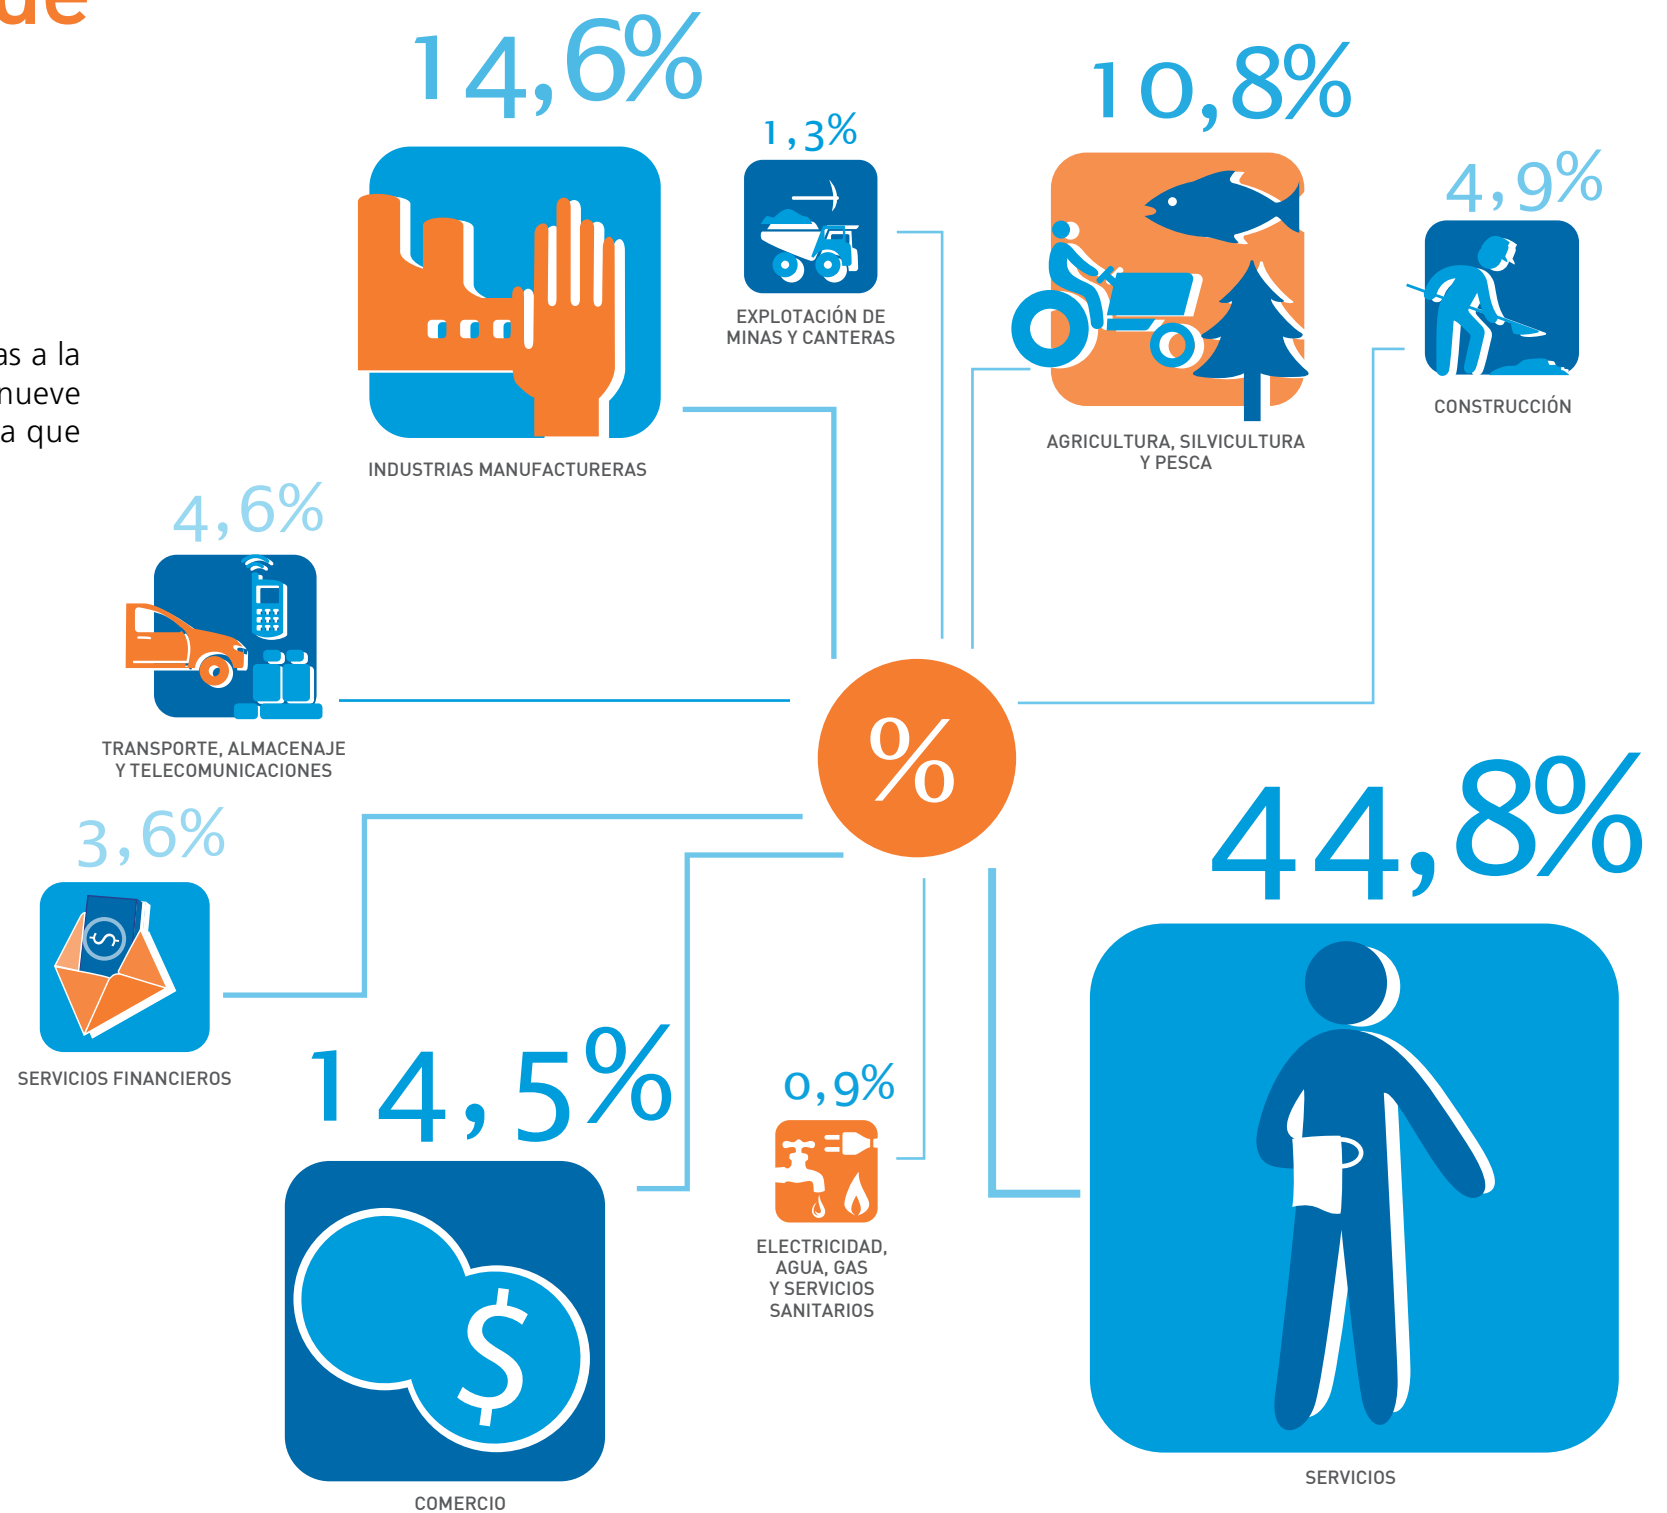 ue
14,6%
10,8%
1,3%
4,9%
EXPLOTACIÓN DE
MINAS Y CANTERAS
as a la
nueve
a que
CONSTRUCCIÓN
AGRICULTURA, SILVICULTURA
Y PESCA
INDUSTRIAS MANUFACTURERAS
4,6%
TRANSPORTE, ALMACENAJE
Y TELECOMUNICACIONES
%
44,8%
3,6%
$
SERVICIOS FINANCIEROS
14,5%
0,9%
ELECTRICIDAD,
AGUA, GAS
Y SERVICIOS
SANITARIOS
$
SERVICIOS
COMERCIO